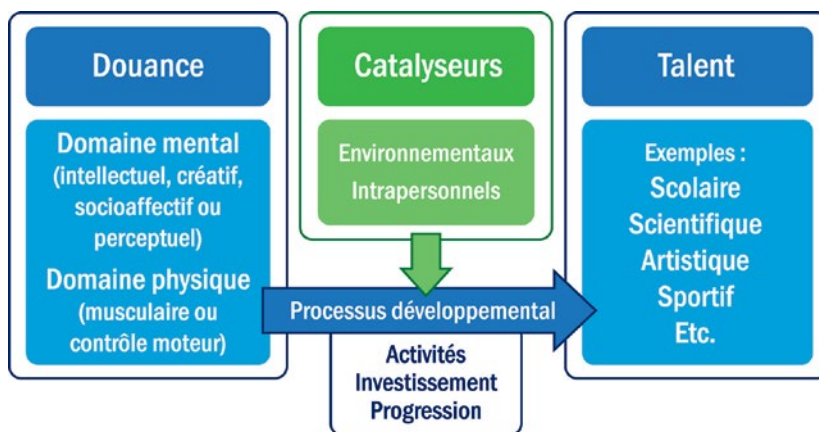 Douance
Domaine mental
(intellectuel, créatif,
socioaffectif ou
perceptuel)
Domaine physique
(musculaire ou
contrôle moteur)
Catalyseurs
Environnementaux
Intrapersonnels
Processus développemental
Activités
Investissement
Progression
Talent
Exemples :
Scolaire
Scientifique
Artistique
Sportif
Etc.